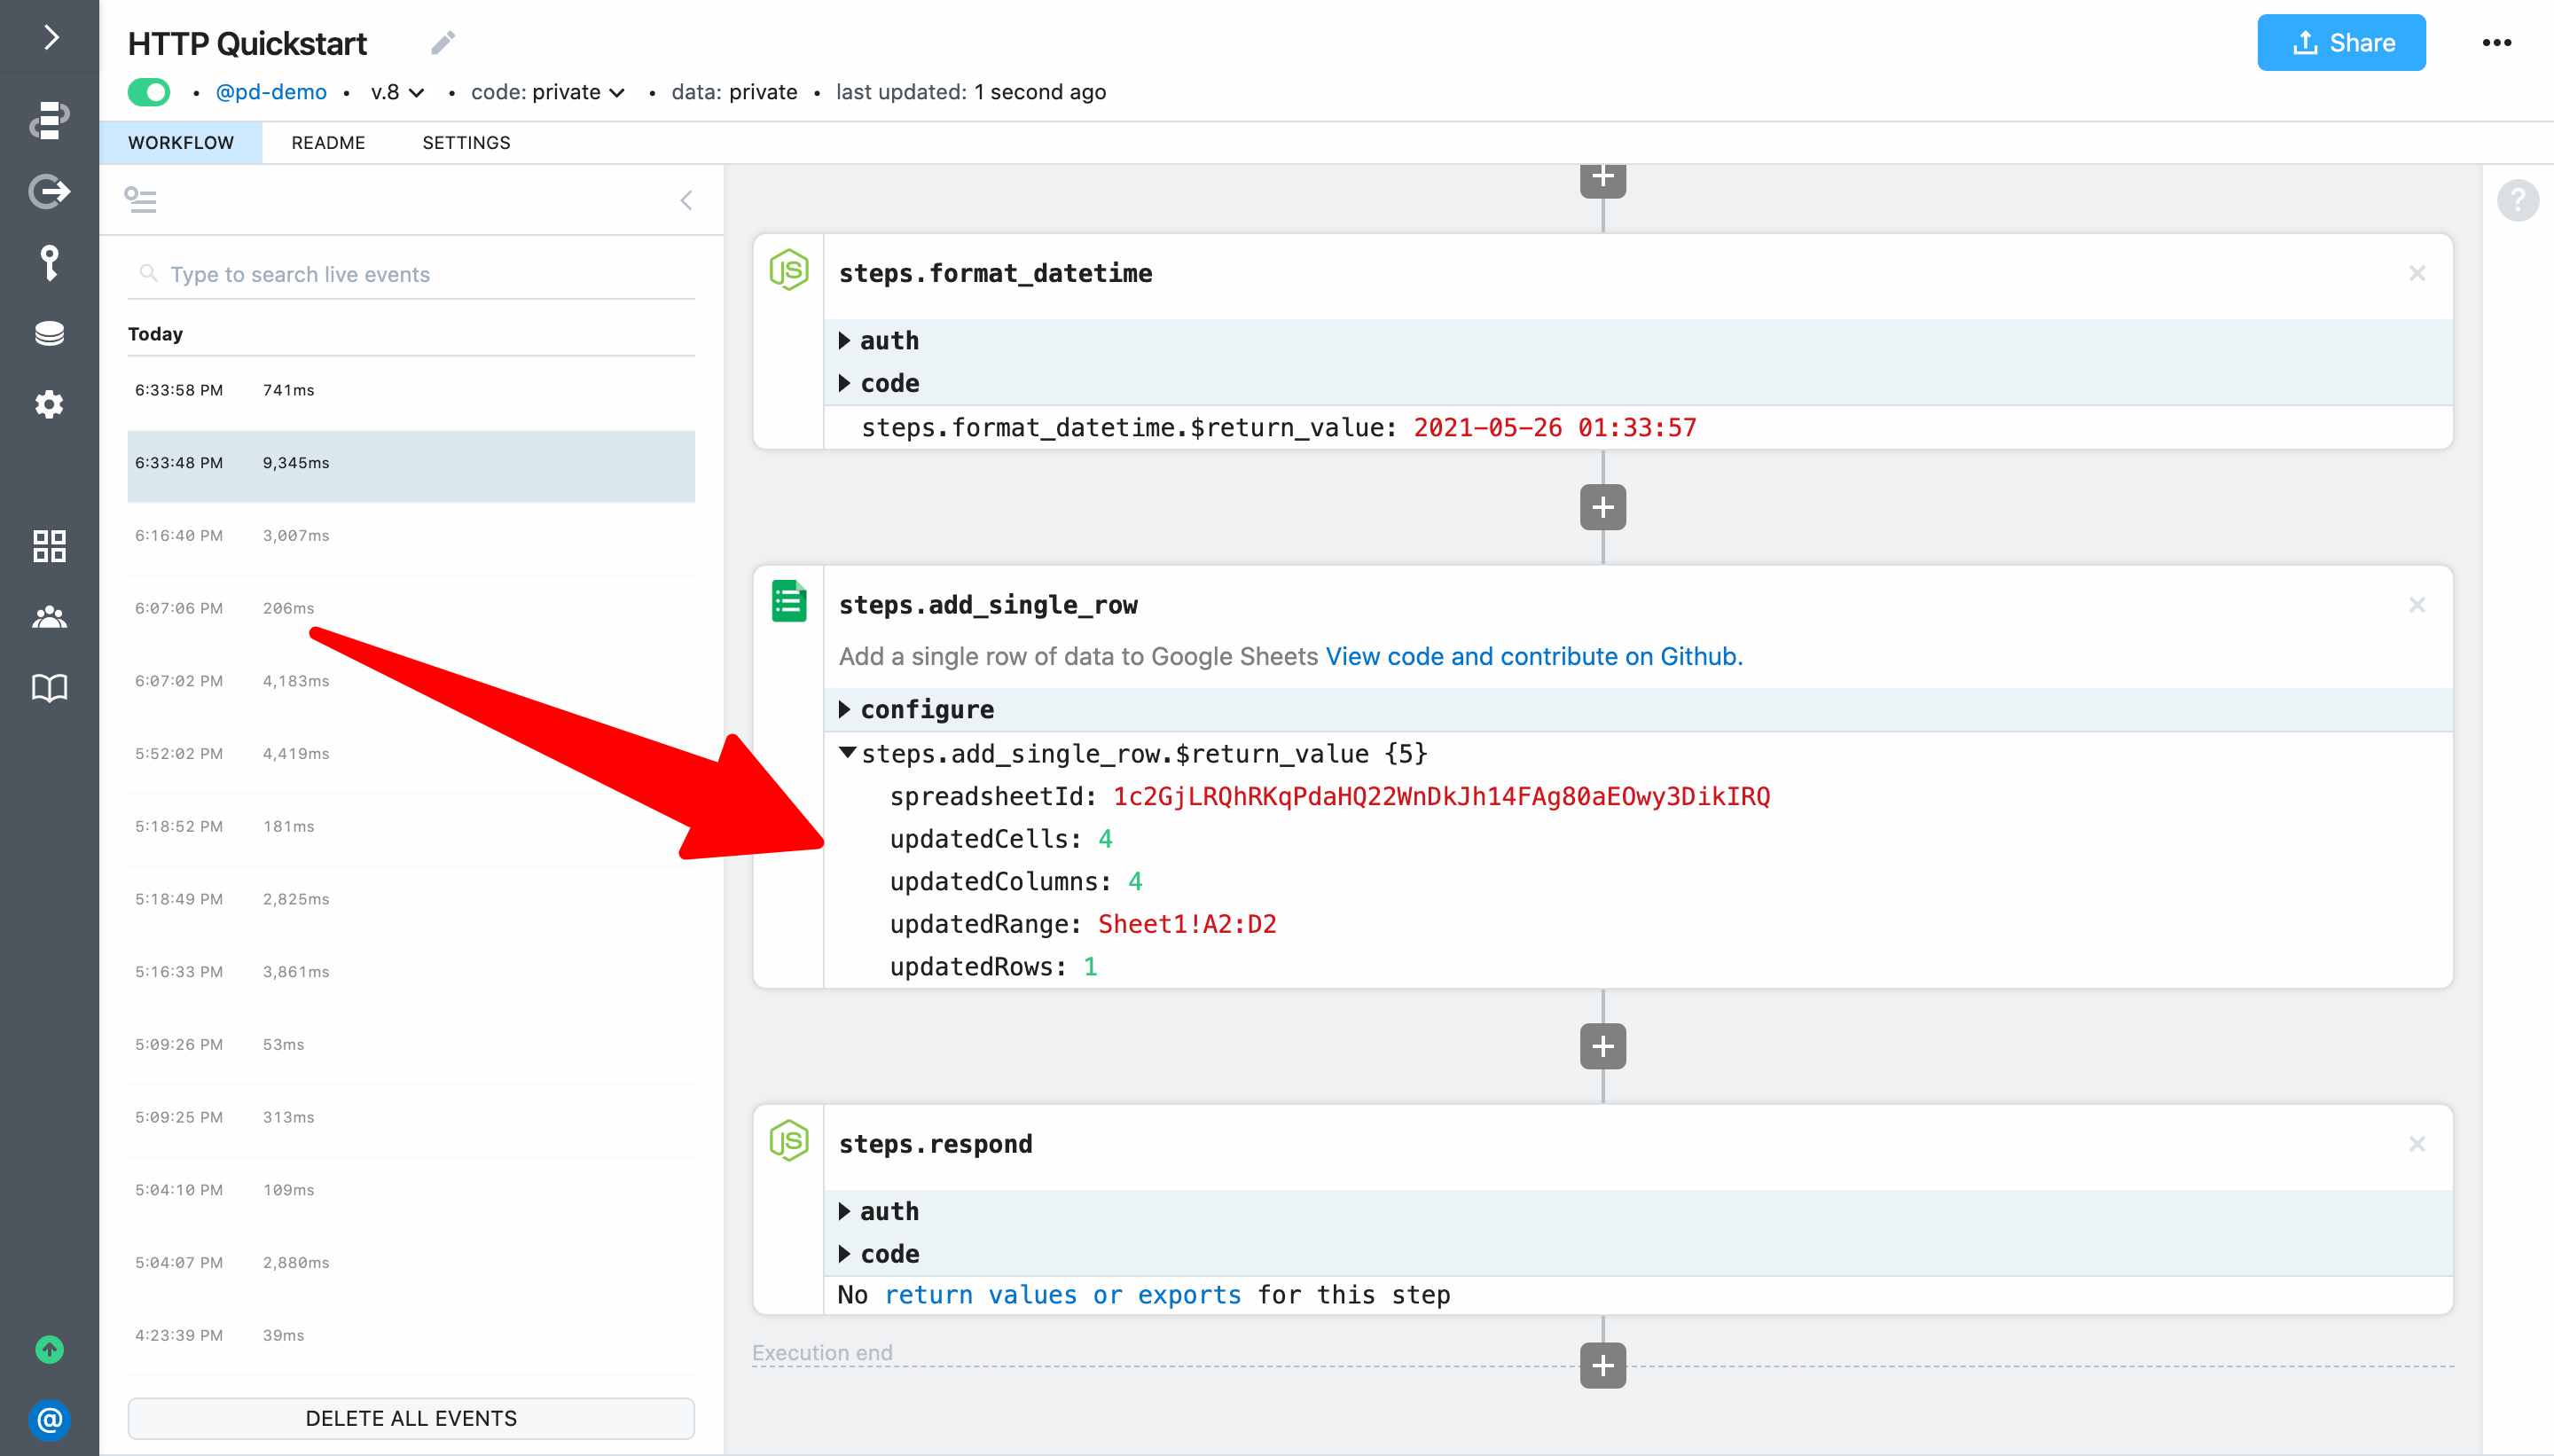 HTTP Quickstart
Share
• @pd-demo • v.8 • code: private • data: private • last updated: 1 second ago
WORKFLOW README SETTINGS
Type to search live events
Today
6:33:58 PM 741ms
6:33:48 PM 9,345ms
6:16:40 PM 3,007ms
6:07:06 PM 206ms
6:07:02 PM 4,183ms
5:52:02 PM 4,419ms
5:18:52 PM 181ms
5:18:49 PM 2,825ms
5:16:33 PM 3,861ms
5:09:26 PM 53ms
5:09:25 PM 313ms
5:04:10 PM 109ms
5:04:07 PM 2,880ms
4:23:39 PM 39ms
DELETE ALL EVENTS
steps.format_datetime
auth
code
steps.format_datetime.$return_value: 2021-05-26 01:33:57
steps.add_single_row
Add a single row of data to Google Sheets View code and contribute on Github.
configure
steps.add_single_row.$return_value {5}
spreadsheetId: 1c2GjLRQhRKqPdaHQ22WnDkJh14FAg80aEOwy3DikIRQ
updatedCells: 4
updatedColumns: 4
updatedRange: Sheet1!A2:D2
updatedRows: 1
steps.respond
auth
code
No return values or exports for this step
Execution end